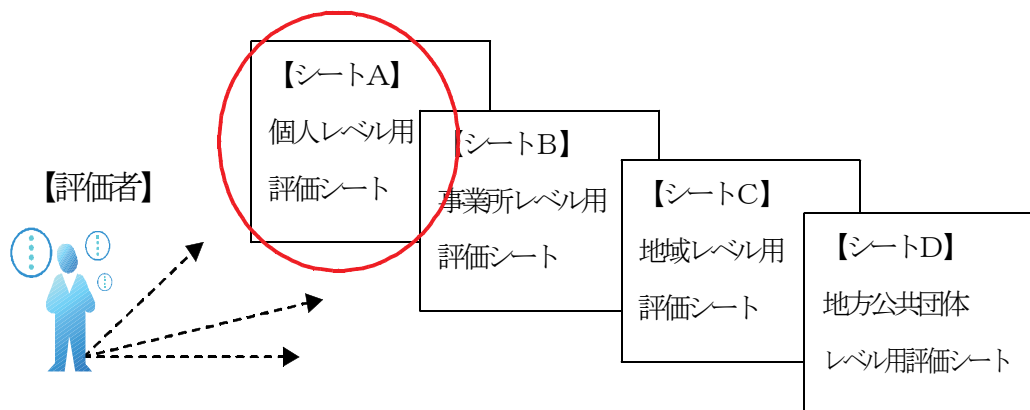 【シートA】
個人レベル用
評価シート
【シートB】
事業所レベル用
評価シート
【シートC】
地域レベル用
評価シート
【シートD】
地方公共団体
レベル用評価シート
【評価者】